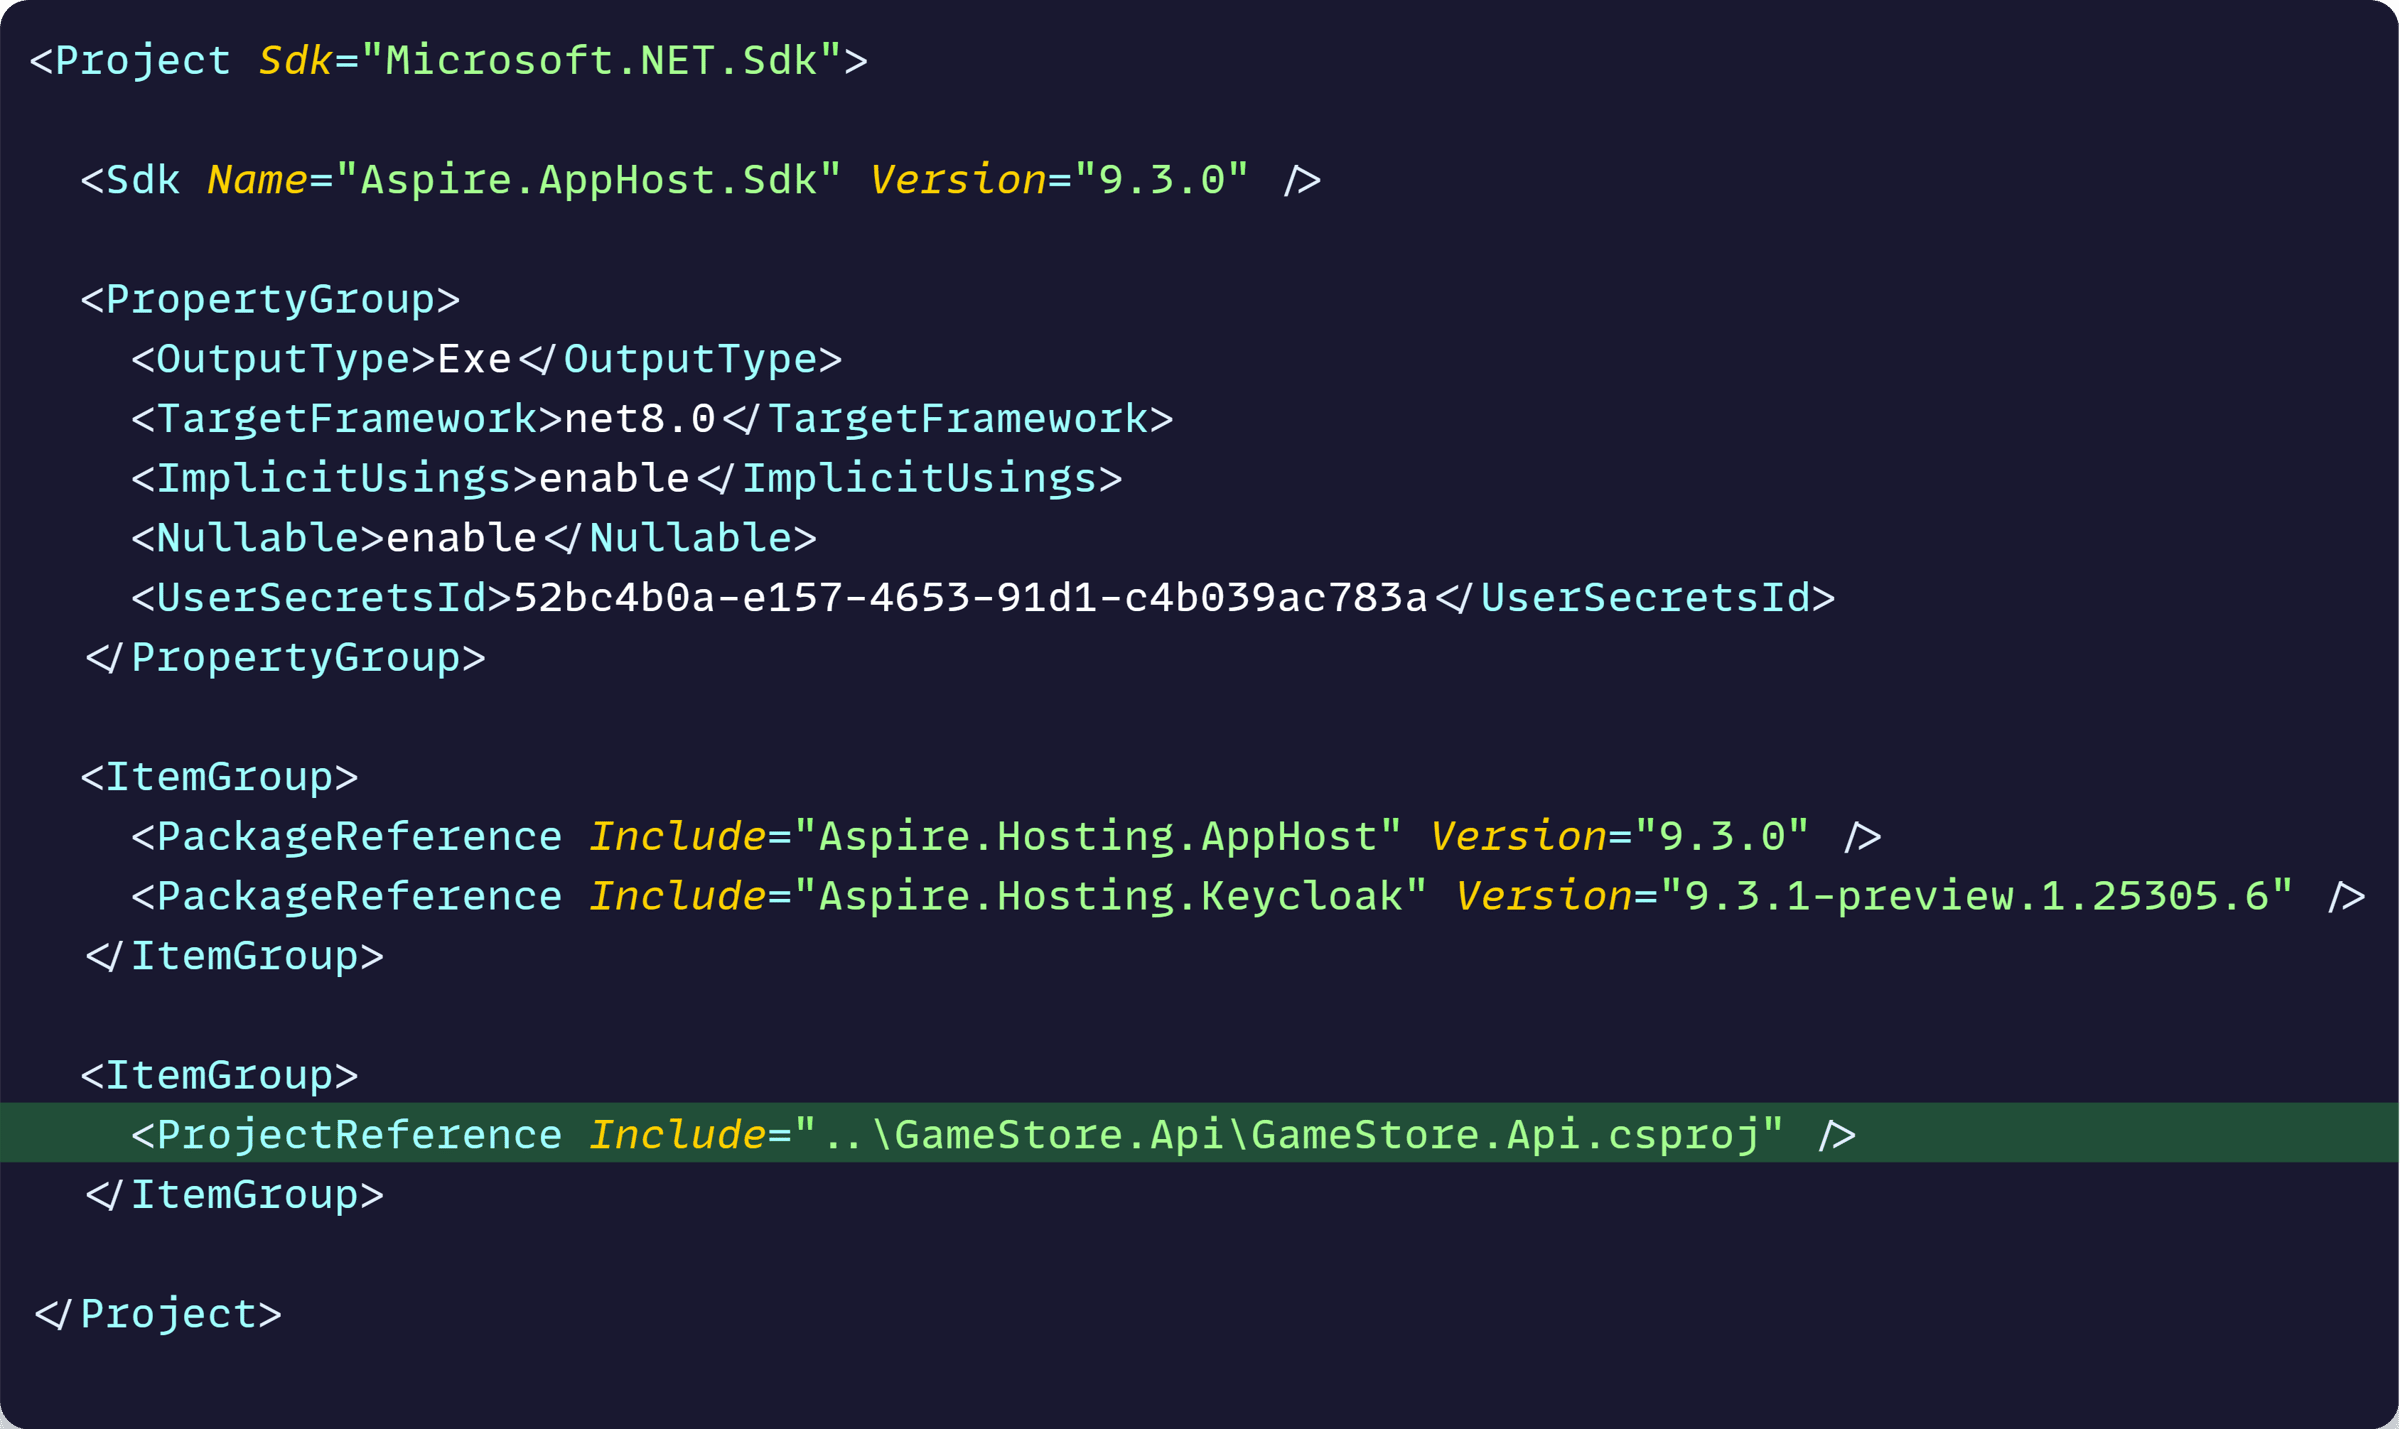 <Project Sdk="Microsoft.NET.Sdk">
<Sdk Name="Aspire.AppHost.Sdk" Version="9.3.0" />
<PropertyGroup>
<OutputType>Exe</OutputType>
<TargetFramework>net8.0</TargetFramework>
<ImplicitUsings>enable</ImplicitUsings>
<Nullable>enable</Nullable>
<UserSecretsId>52bc4b0a-e157-4653-91d1-c4b039ac783a</UserSecretsId>
</PropertyGroup>
<ItemGroup>
<PackageReference Include="Aspire.Hosting.AppHost" Version="9.3.0" />
<PackageReference Include="Aspire.Hosting.Keycloak" Version="9.3.1-preview.1.25305.6" />
</ItemGroup>
<ItemGroup>
<ProjectReference Include="..\GameStore.Api\GameStore.Api.csproj" />
</ItemGroup>
</Project>